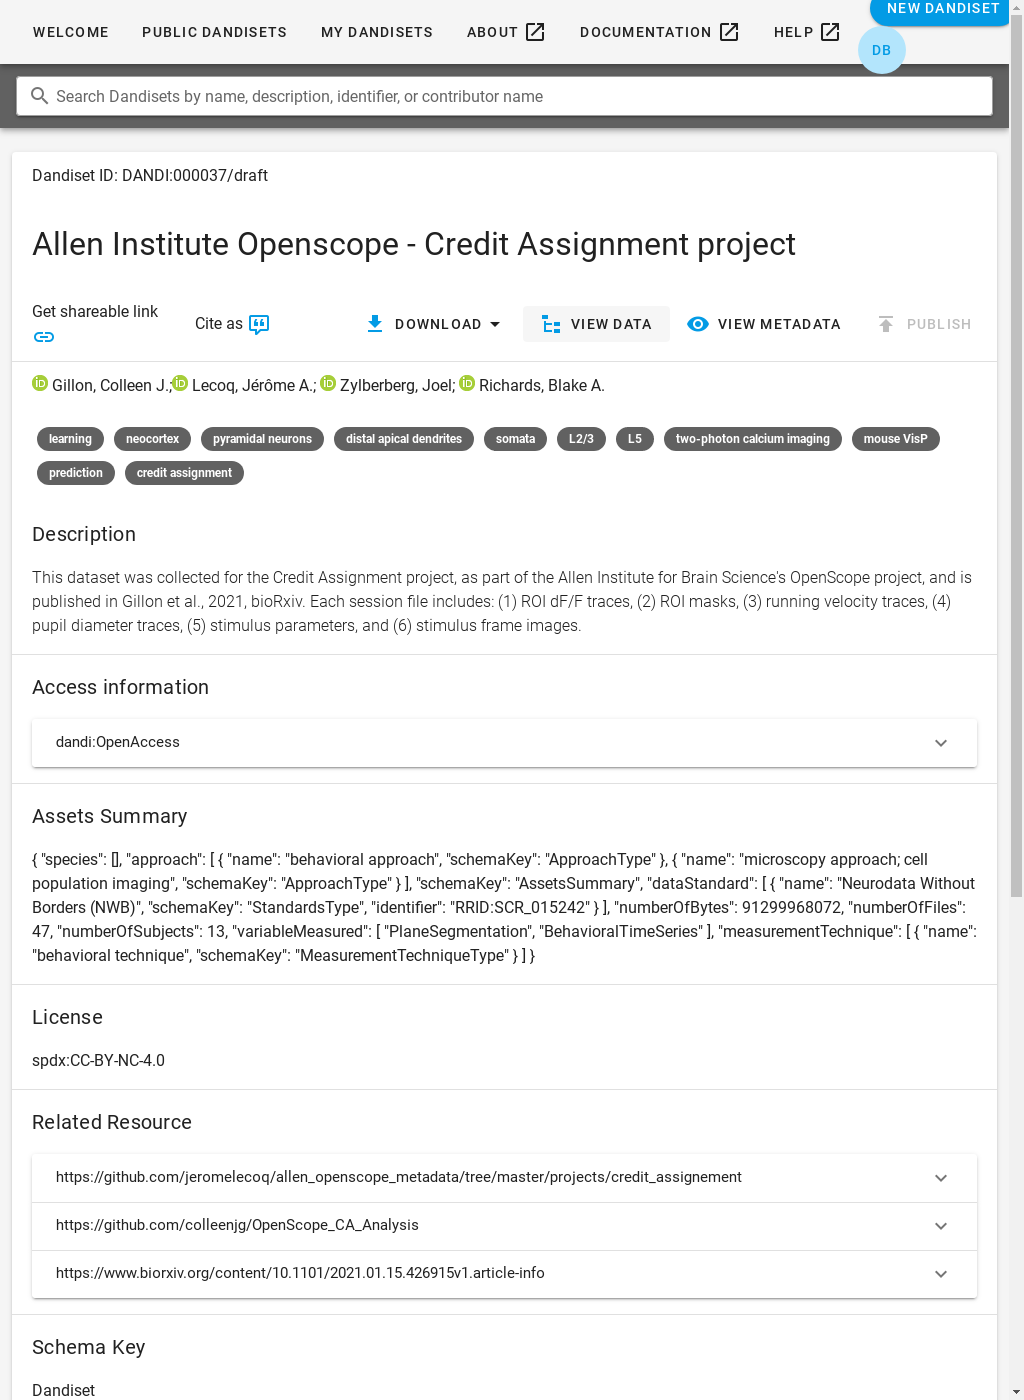 WELCOME PUBLIC DANDISETS MY DANDISETS ABOUT DOCUMENTATION HELP NEW DANDISET
DB
Search Dandisets by name, description, identifier, or contributor name
Dandiset ID: DANDI:000037/draft
Allen Institute Openscope - Credit Assignment project
Get shareable link
Cite as
DOWNLOAD VIEW DATA VIEW METADATA PUBLISH
iD Gillon, Colleen J.; iD Lecoq, Jérôme A.; iD Zylberberg, Joel; iD Richards, Blake A.
learning neocortex pyramidal neurons distal apical dendrites somata L2/3 L5 two-photon calcium imaging mouse VisP
prediction credit assignment
Description
This dataset was collected for the Credit Assignment project, as part of the Allen Institute for Brain Science's OpenScope project, and is
published in Gillon et al., 2021, bioRxiv. Each session file includes: (1) ROI dF/F traces, (2) ROI masks, (3) running velocity traces, (4)
pupil diameter traces, (5) stimulus parameters, and (6) stimulus frame images.
Access information
dandi:OpenAccess
Assets Summary
{ "species": [], "approach": [ { "name": "behavioral approach", "schemaKey": "ApproachType" }, { "name": "microscopy approach; cell
population imaging", "schemaKey": "ApproachType" } ], "schemaKey": "AssetsSummary", "dataStandard": [ { "name": "Neurodata Without
Borders (NWB)", "schemaKey": "StandardsType", "identifier": "RRID:SCR_015242" } ], "numberOfBytes": 91299968072, "numberOfFiles":
47, "numberOfSubjects": 13, "variableMeasured": [ "PlaneSegmentation", "BehavioralTimeSeries" ], "measurementTechnique": [ { "name":
"behavioral technique", "schemaKey": "MeasurementTechniqueType" } ] }
License
spdx:CC-BY-NC-4.0
Related Resource
https://github.com/jeromelecoq/allen_openscope_metadata/tree/master/projects/credit_assignement
https://github.com/colleenjg/OpenScope_CA_Analysis
https://www.biorxiv.org/content/10.1101/2021.01.15.426915v1.article-info
Schema Key
Dandiset